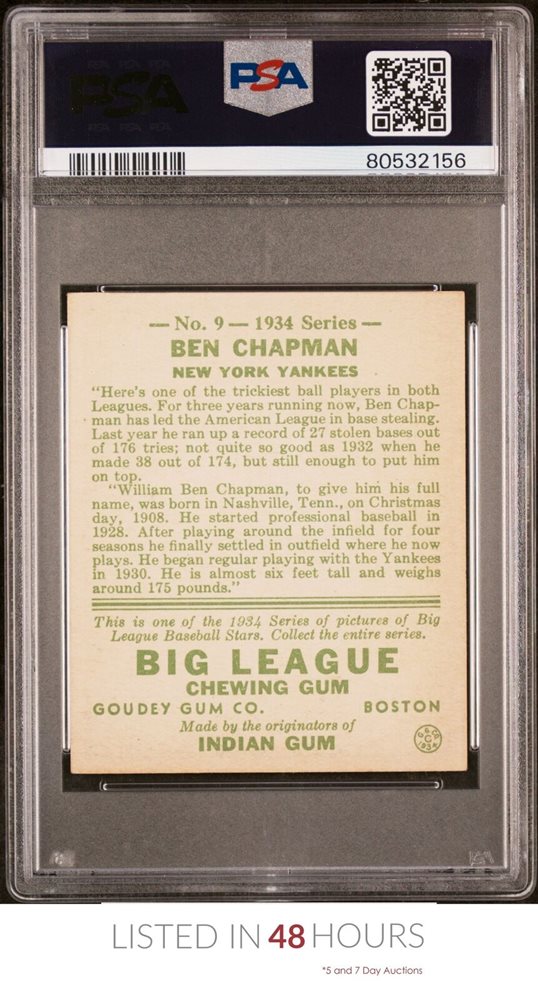 PSA
PSA
80532156
— No. 9 — 1934 Series —
BEN CHAPMAN
NEW YORK YANKEES
"Here's one of the trickiest ball players in both
Leagues. For three years running now, Ben Chap-
man has led the American League in base stealing.
Last year he ran up a record of 27 stolen bases out
of 176 tries; not quite so good as 1932 when he
made 38 out of 174, but still enough to put him
on top.
"William Ben Chapman, to give him his full
name, was born in Nashville, Tenn., on Christmas
day, 1908. He started professional baseball in
1928. After playing around the infield for four
seasons he finally settled in outfield where he now
plays. He began regular playing with the Yankees
in 1930. He is almost six feet tall and weighs
around 175 pounds."
This is one of the 1934 Series of pictures of Big
League Baseball Stars. Collect the entire series.
BIG LEAGUE
CHEWING GUM
GOUDEY GUM CO. BOSTON
Made by the originators of
INDIAN GUM
LISTED IN 48 HOURS
*5 and 7 Day Auctions